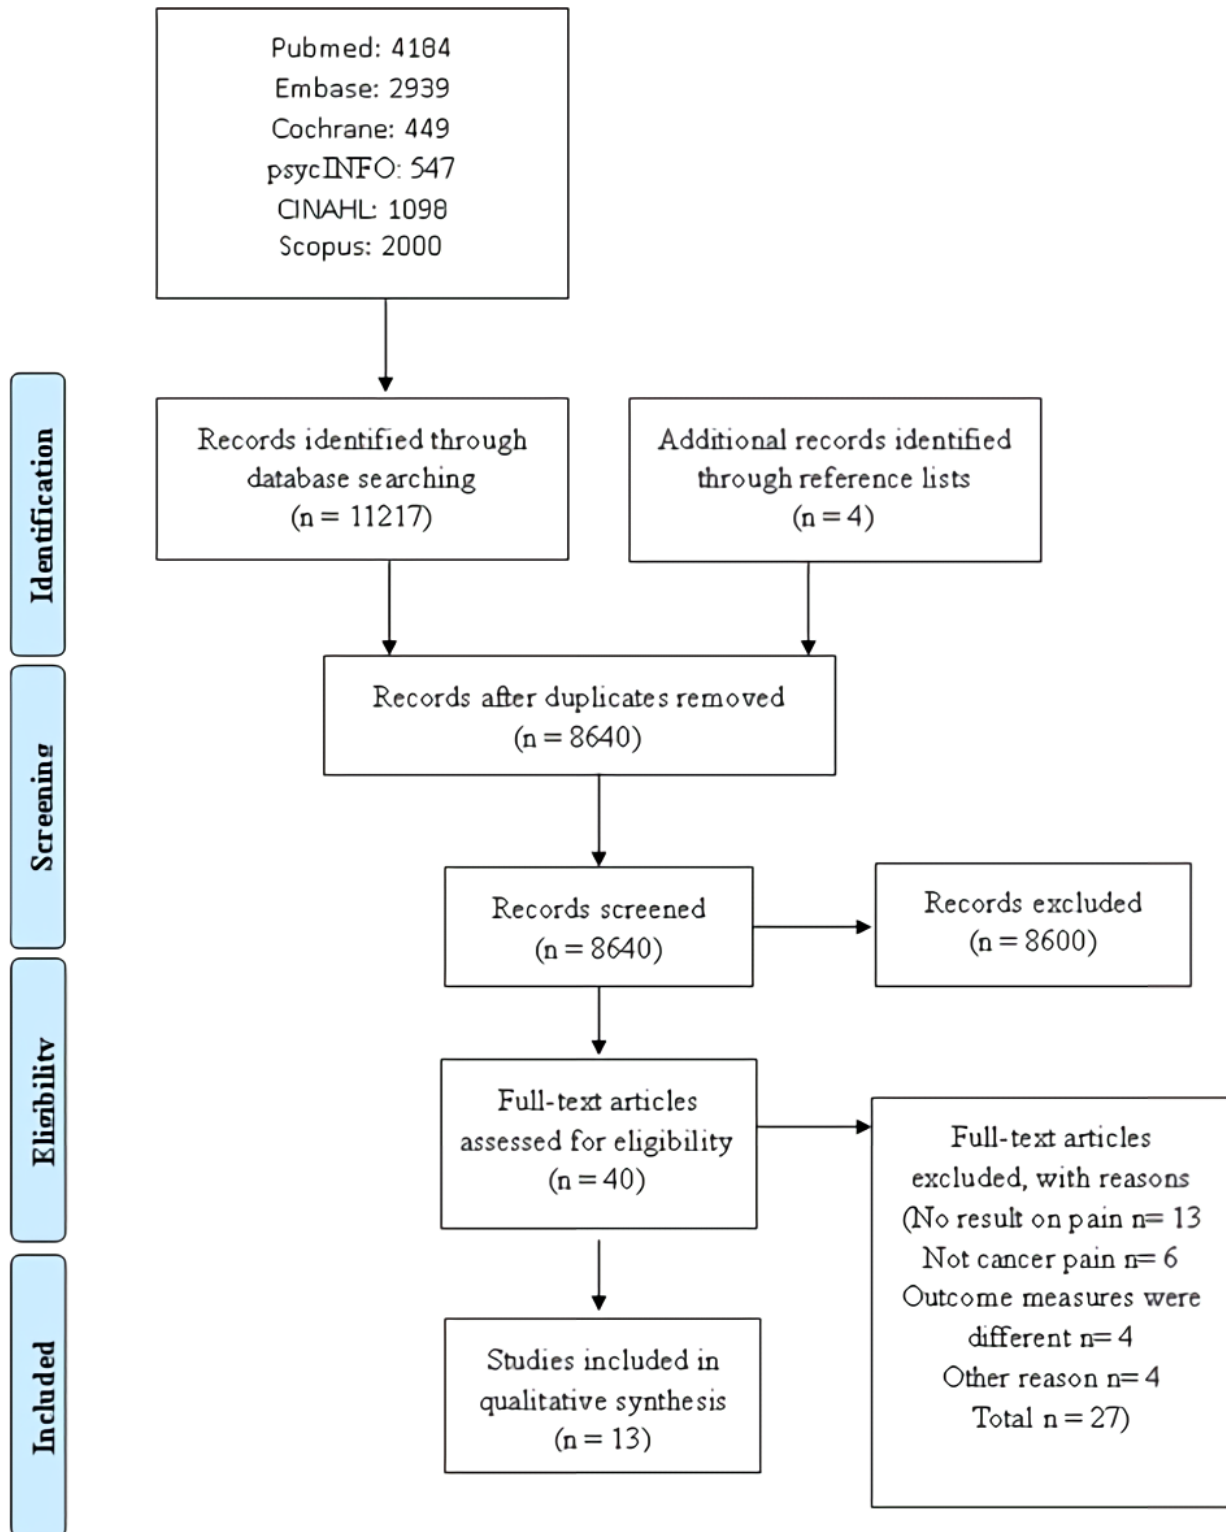 Pubmed: 4184
Embase: 2939
Cochrane: 449
psycINFO: 547
CINAHL: 1098
Scopus: 2000
Identification
Records identified through
database searching
(n = 11217)
Additional records identified
through reference lists
(n = 4)
Screening
Records after duplicates removed
(n = 8640)
Records screened
(n = 8640)
Records excluded
(n = 8600)
Eligibility
Full-text articles
assessed for eligibility
(n = 40)
Full-text articles
excluded, with reasons
(No result on pain n= 13
Not cancer pain n= 6
Outcome measures were
different n= 4
Other reason n= 4
Total n = 27)
Included
Studies included in
qualitative synthesis
(n = 13)